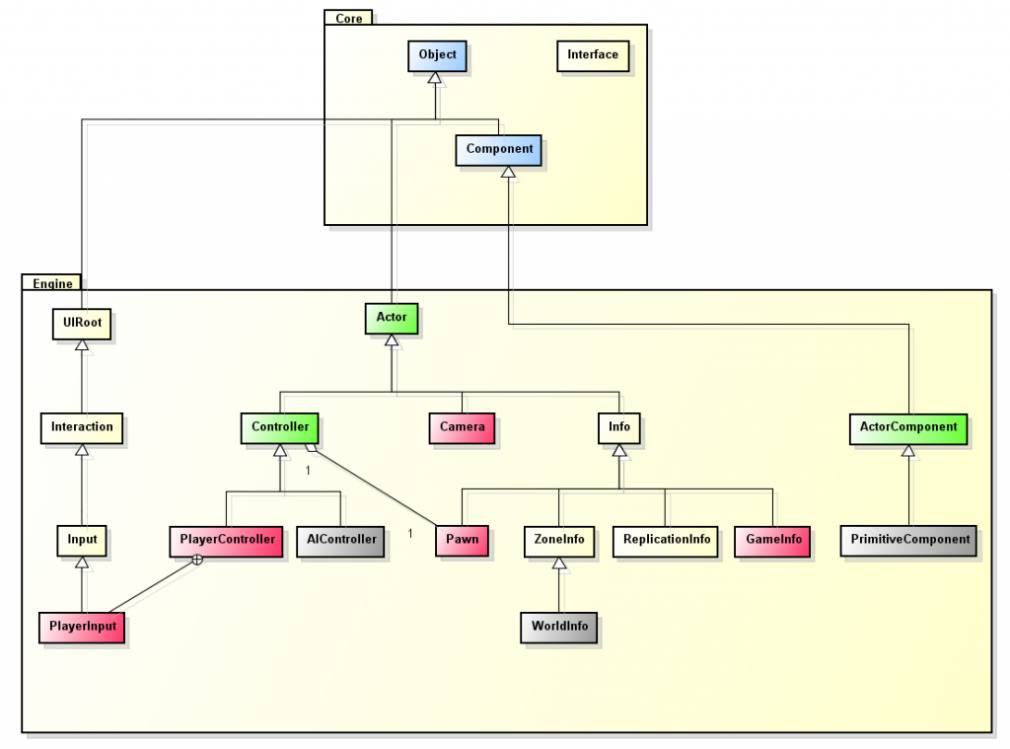 Core
Object
Interface
Component
Engine
UIRoot
Actor
Interaction
Controller
Camera
Info
ActorComponent
1
Input
PlayerController
AIController
1
Pawn
ZoneInfo
ReplicationInfo
GameInfo
PrimitiveComponent
PlayerInput
WorldInfo